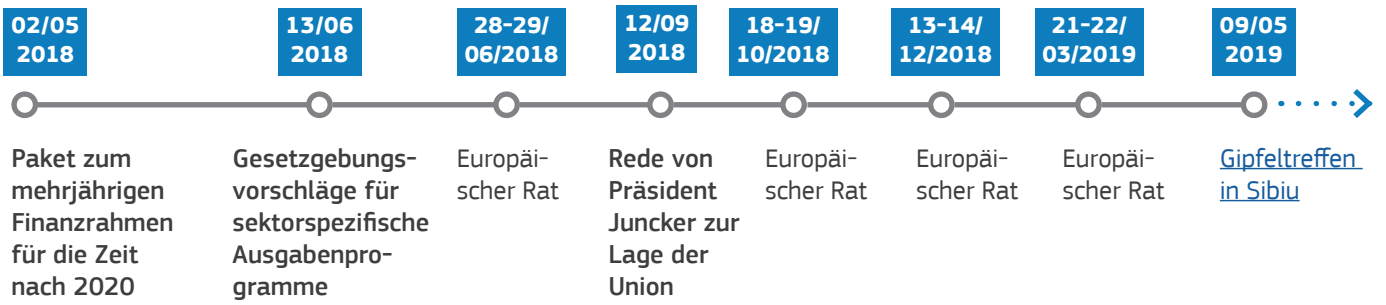 02/05
2018
13/06
2018
28-29/
06/2018
12/09
2018
18-19/
10/2018
13-14/
12/2018
21-22/
03/2019
09/05
2019
Paket zum
mehrjährigen
Finanzrahmen
für die Zeit
nach 2020
Gesetzgebungs-
vorschläge für
sektorspezifische
Ausgabenpro-
gramme
Europäi-
scher Rat
Rede von
Präsident
Juncker zur
Lage der
Union
Europäi-
scher Rat
Europäi-
scher Rat
Europäi-
scher Rat
Gipfeltreffen
in Sibiu